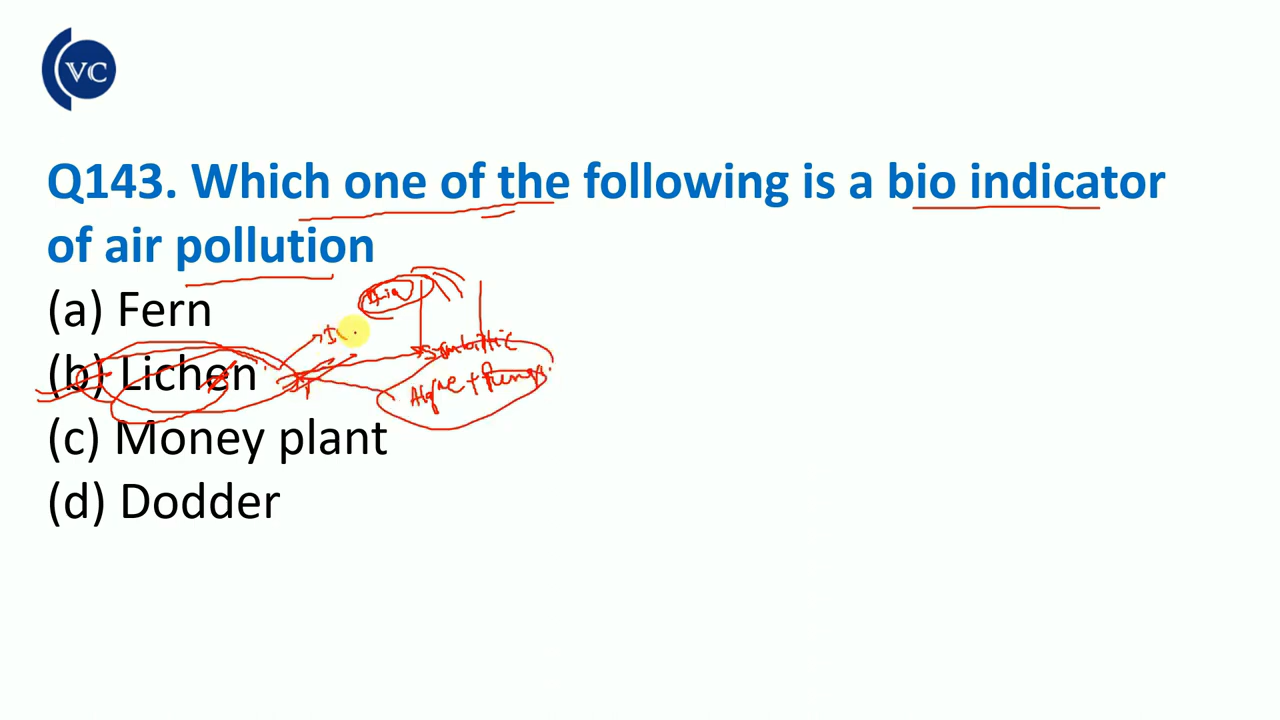 VC
Q143. Which one of the following is a bio indicator
of air pollution
(a) Fern
(b) Lichen
symbiotic
Algae + fungi
(c) Money plant
(d) Dodder